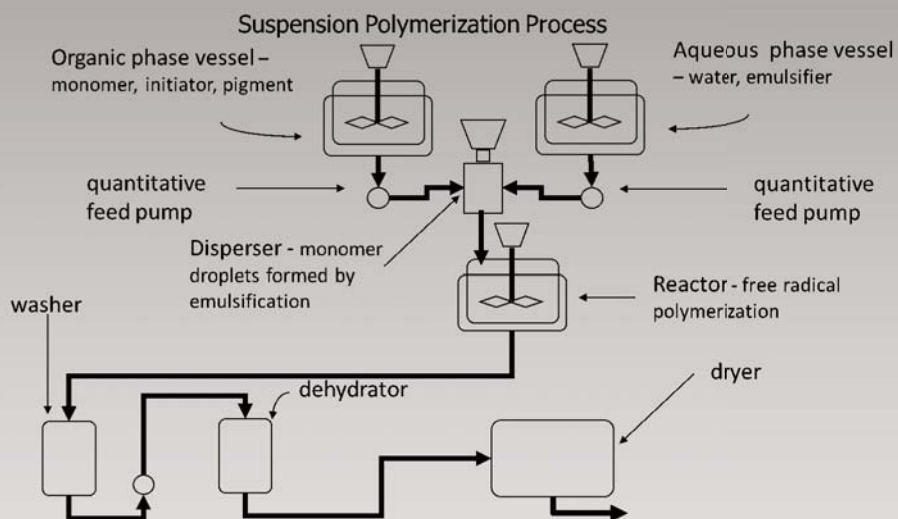 Suspension Polymerization Process
Organic phase vessel –
monomer, initiator, pigment
Aqueous phase vessel
– water, emulsifier
quantitative
feed pump
quantitative
feed pump
Disperser - monomer
droplets formed by
emulsification
Reactor - free radical
polymerization
washer
dehydrator
dryer